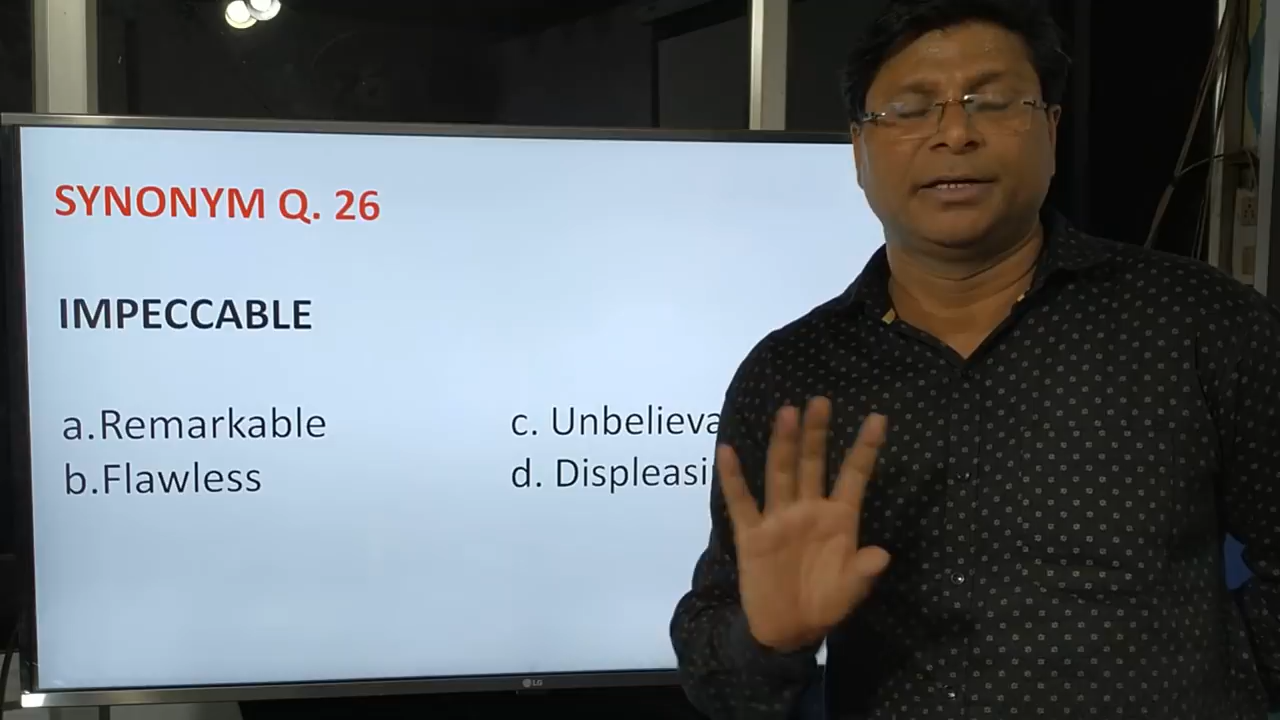 SYNONYM Q. 26
IMPECCABLE
a.Remarkable
b.Flawless
c. Unbelieva
d. Displeasi
LG